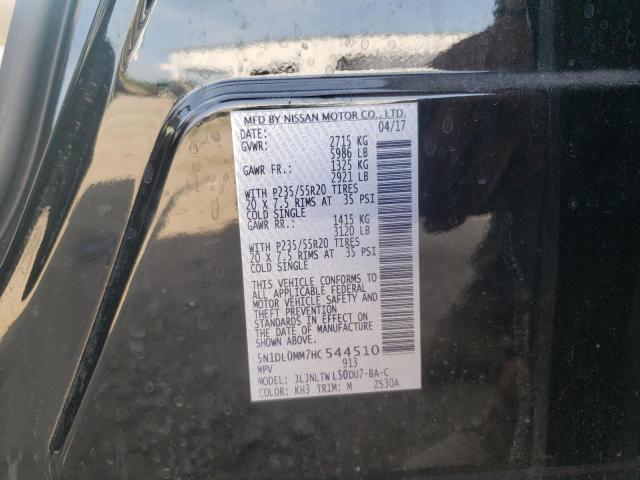 MFD BY NISSAN MOTOR CO., LTD.
DATE: 04/17
GVWR: 2715 KG
5986 LB
GAWR FR.: 1325 KG
2921 LB
WITH P235/55R20 TIRES
20 X 7.5 RIMS AT 35 PSI
COLD SINGLE
GAWR RR.: 1415 KG
3120 LB
WITH P235/55R20 TIRES
20 X 7.5 RIMS AT 35 PSI
COLD SINGLE
THIS VEHICLE CONFORMS TO
ALL APPLICABLE FEDERAL
MOTOR VEHICLE SAFETY AND
THEFT PREVENTION
STANDARDS IN EFFECT ON
THE DATE OF MANUFACTURE
SHOWN ABOVE.
5N1DL0MM7HC544510
MPV 913
MODEL: JLJNLTWL50DU7-BA-C
COLOR: KH3 TRIM: M ZS30A